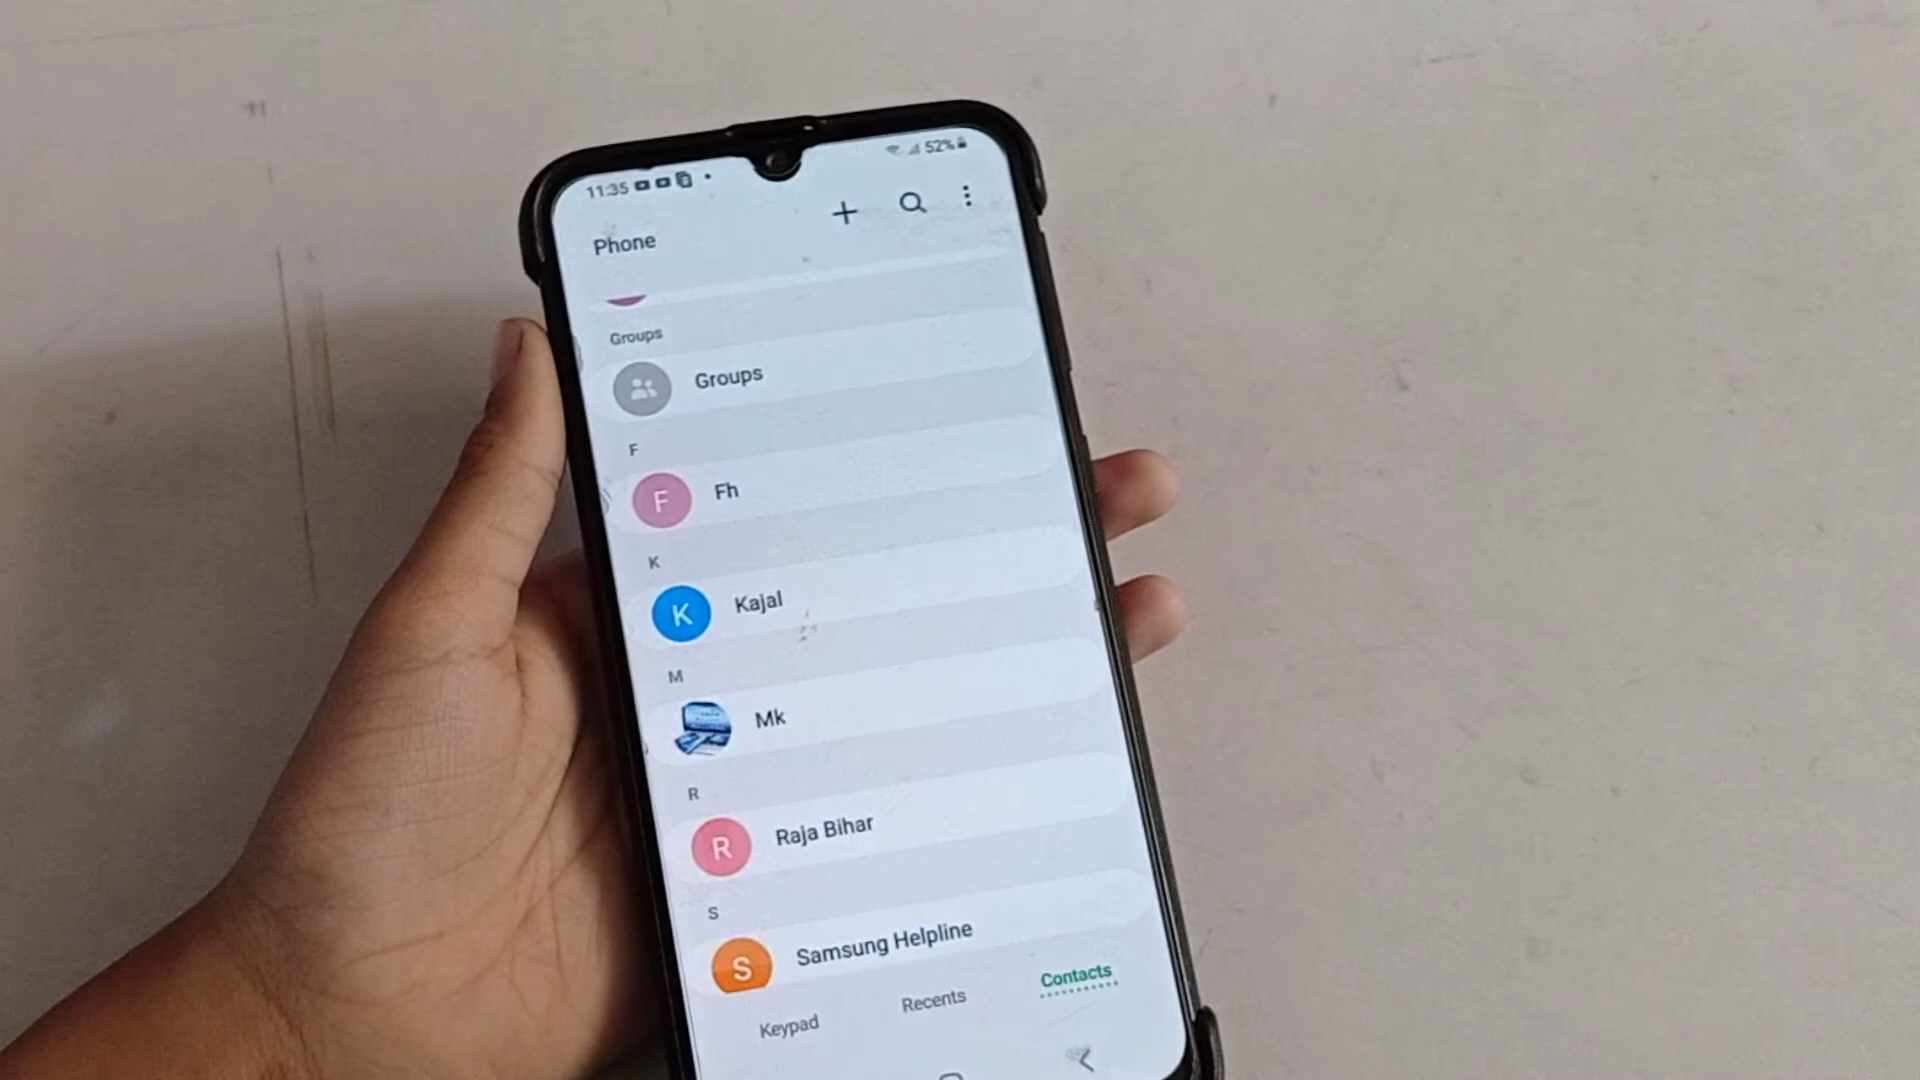 11:35 52%
Phone
Groups
Groups
F
F Fh
K
K Kajal
M
Mk
R
R Raja Bihar
S
S Samsung Helpline
Keypad Recents Contacts